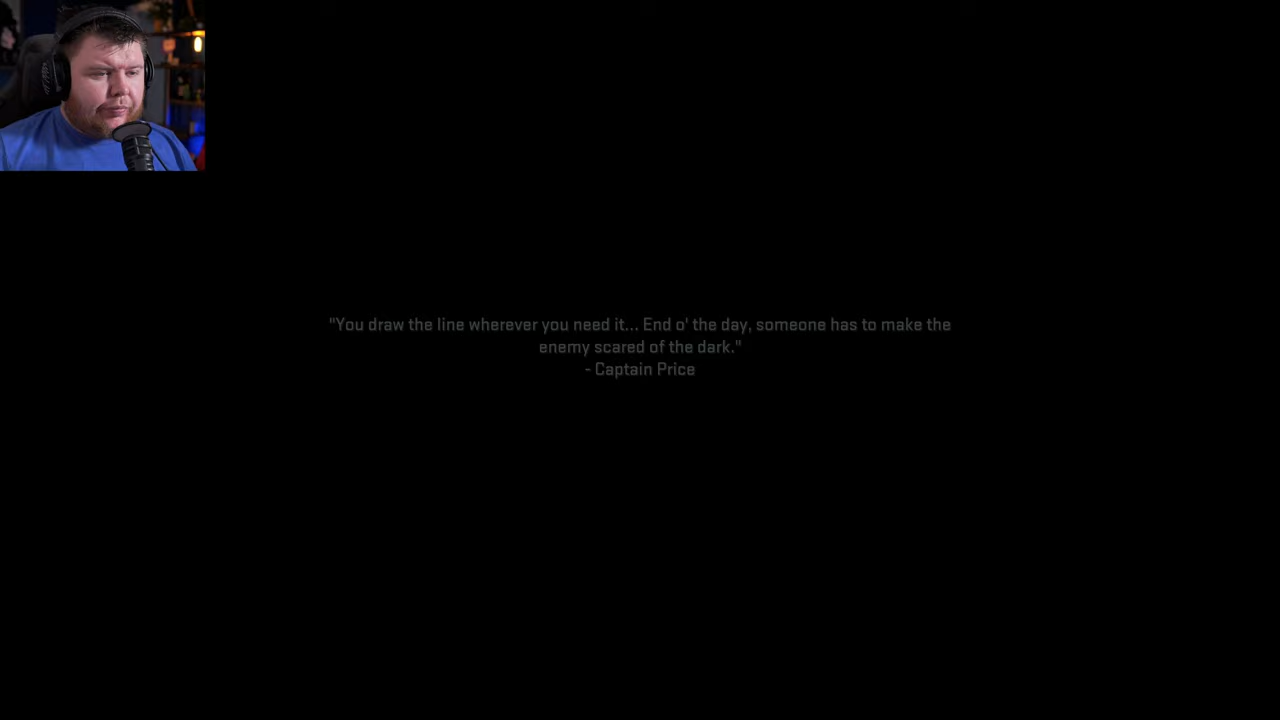 "You draw the line wherever you need it... End o' the day, someone has to make the
enemy scared of the dark."
- Captain Price